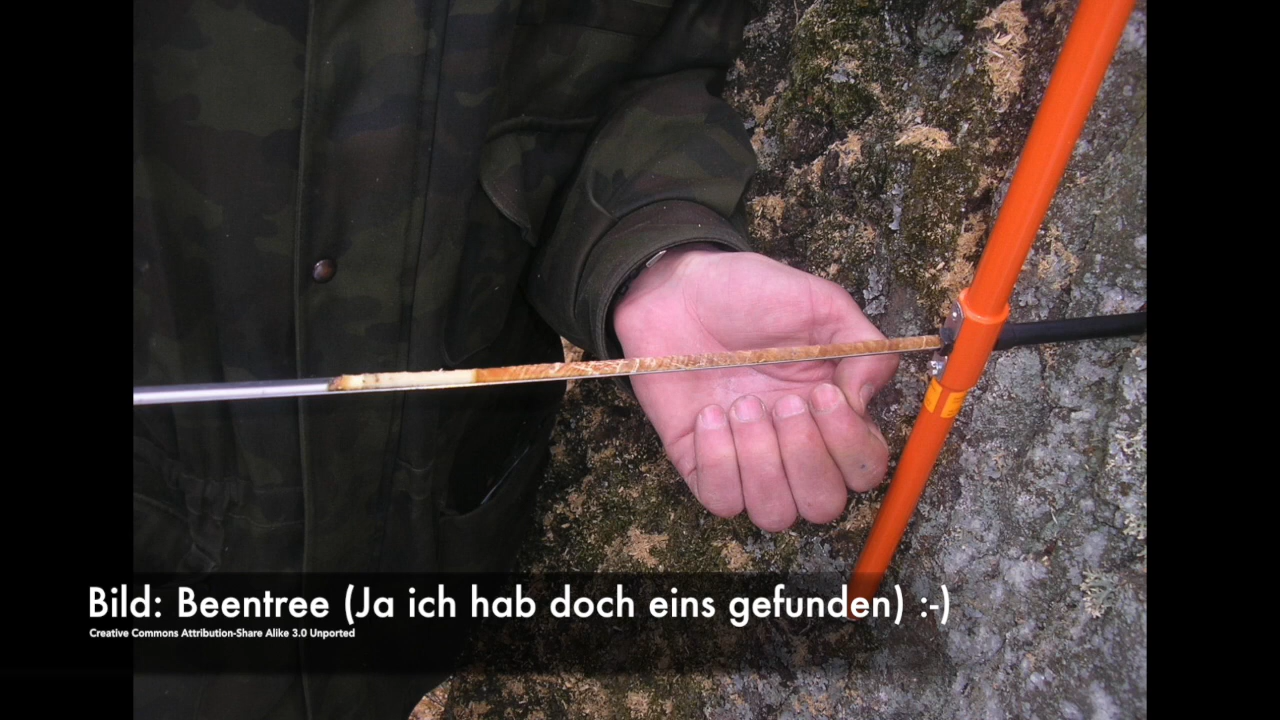 Bild: Beentree (Ja ich hab doch eins gefunden) :-)
Creative Commons Attribution-Share Alike 3.0 Unported